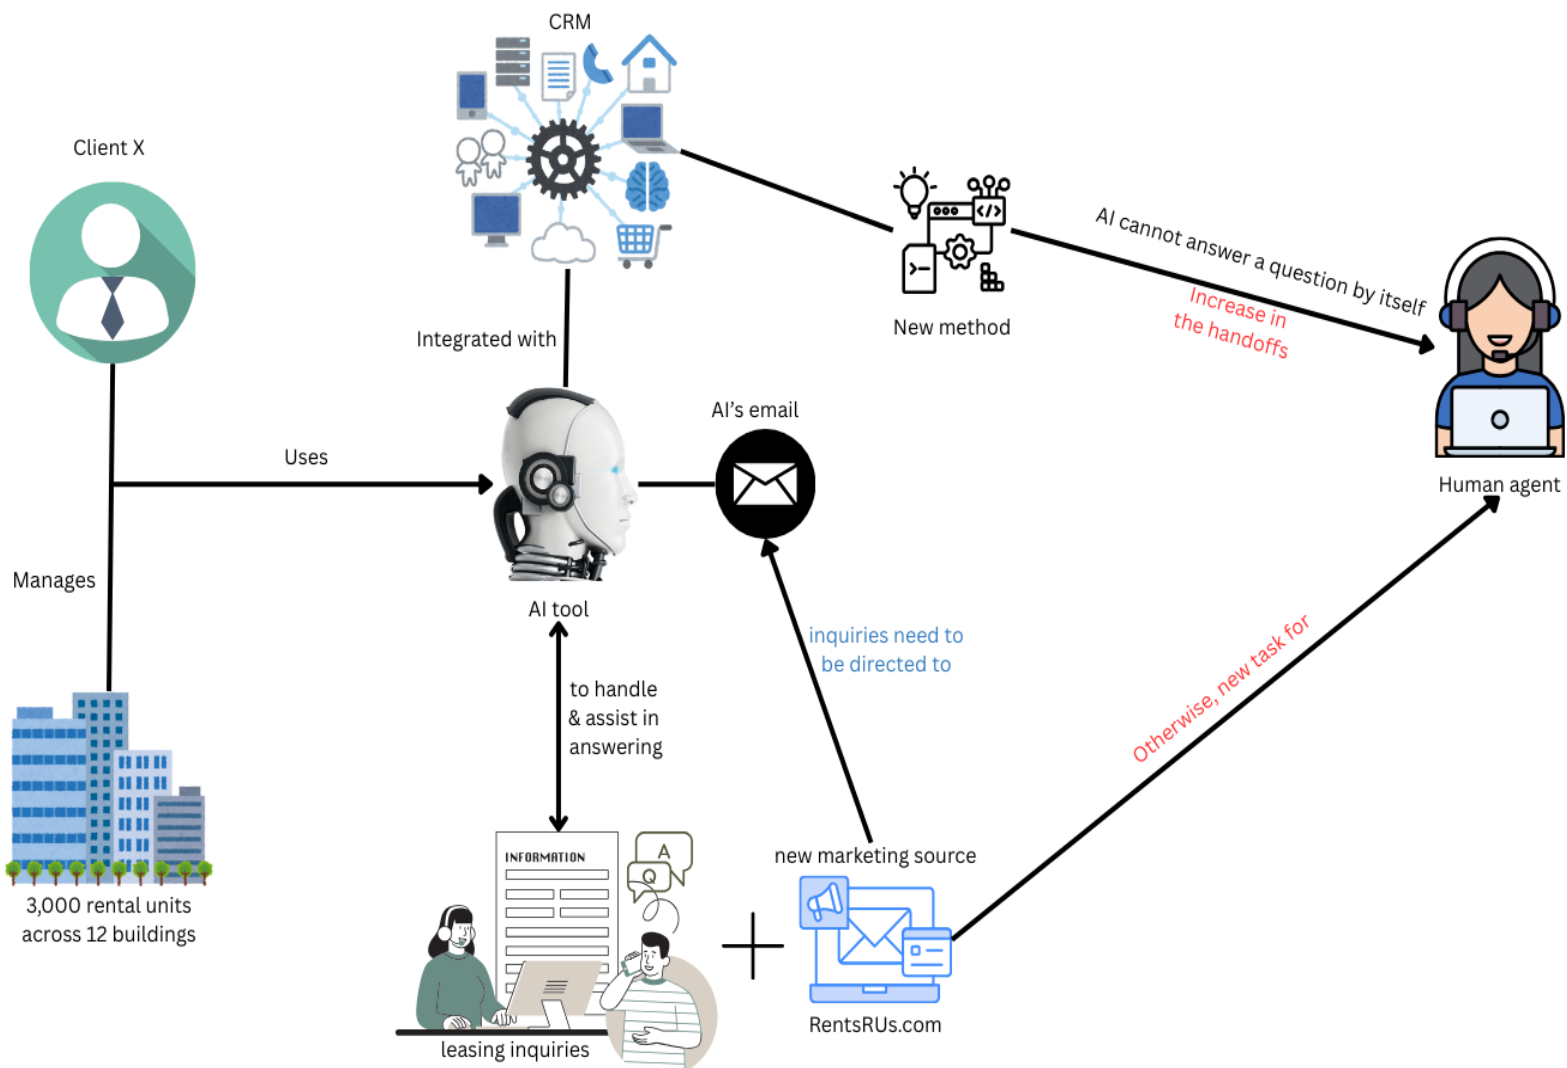 CRM
Client X
AI cannot answer a question by itself
Increase in
the handoffs
New method
Integrated with
AI's email
Uses
Human agent
Manages
AI tool
inquiries need to
be directed to
Otherwise, new task for
to handle
& assist in
answering
new marketing source
INFORMATION
A
Q
3,000 rental units
across 12 buildings
RentsRUs.com
leasing inquiries